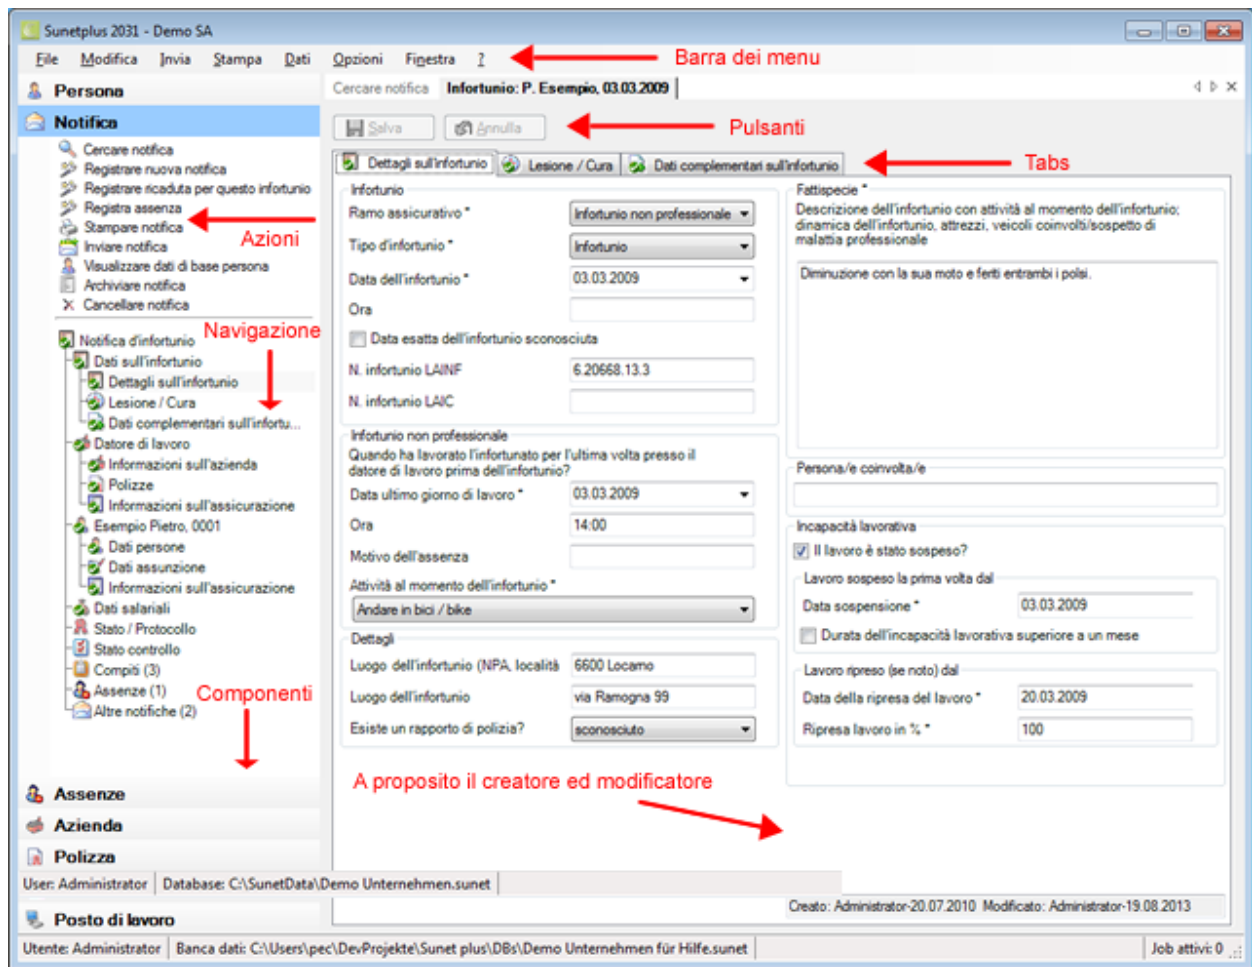 Sunetplus 2031 - Demo SA
File Modifica Invia Stampa Dati Opzioni Finestra ?
Barra dei menu
Persona
Cercare notifica Infortunio: P. Esempio, 03.03.2009
Notifica
Salva Annulla
Pulsanti
Cercare notifica
Registrare nuova notifica
Registrare ricaduta per questo infortunio
Registra assenza
Stampare notifica
Inviare notifica
Visualizzare dati di base persona
Archiviare notifica
Cancellare notifica
Azioni
Navigazione
Notifica d'infortunio
Dati sull'infortunio
Dettagli sull'infortunio
Lesione / Cura
Dati complementari sull'infortu...
Datore di lavoro
Informazioni sull'azienda
Polizze
Informazioni sull'assicurazione
Esempio Pietro, 0001
Dati persone
Dati assunzione
Informazioni sull'assicurazione
Dati salariali
Stato / Protocollo
Stato controllo
Compiti (3)
Assenze (1)
Altre notifiche (2)
Componenti
Assenze
Azienda
Polizza
User: Administrator Database: C:\SunetData\Demo Unternehmen.sunet
Posto di lavoro
Dettagli sull'infortunio Lesione / Cura Dati complementari sull'infortunio
Tabs
Infortunio
Ramo assicurativo * Infortunio non professionale
Tipo d'infortunio * Infortunio
Data dell'infortunio * 03.03.2009
Ora
Data esatta dell'infortunio sconosciuta
N. infortunio LAINF 6.20668.13.3
N. infortunio LAIC
Infortunio non professionale
Quando ha lavorato l'infortunato per l'ultima volta presso il
datore di lavoro prima dell'infortunio?
Data ultimo giorno di lavoro * 03.03.2009
Ora 14:00
Motivo dell'assenza
Attività al momento dell'infortunio *
Andare in bici / bike
Dettagli
Luogo dell'infortunio (NPA, località 6600 Locarno
Luogo dell'infortunio via Ramogna 99
Esiste un rapporto di polizia? sconosciuto
Fattispecie *
Descrizione dell'infortunio con attività al momento dell'infortunio;
dinamica dell'infortunio, attrezzi, veicoli coinvolti/sospetto di
malattia professionale
Diminuzione con la sua moto e feriti entrambi i polsi.
Persona/e coinvolta/e
Incapacità lavorativa
Il lavoro è stato sospeso?
Lavoro sospeso la prima volta dal
Data sospensione * 03.03.2009
Durata dell'incapacità lavorativa superiore a un mese
Lavoro ripreso (se noto) dal
Data della ripresa del lavoro * 20.03.2009
Ripresa lavoro in % * 100
A proposito il creatore ed modificatore
Creato: Administrator-20.07.2010 Modificato: Administrator-19.08.2013
Utente: Administrator Banca dati: C:\Users\pec\DevProjekte\Sunet plus\DBs\Demo Unternehmen für Hilfe.sunet Job attivi: 0